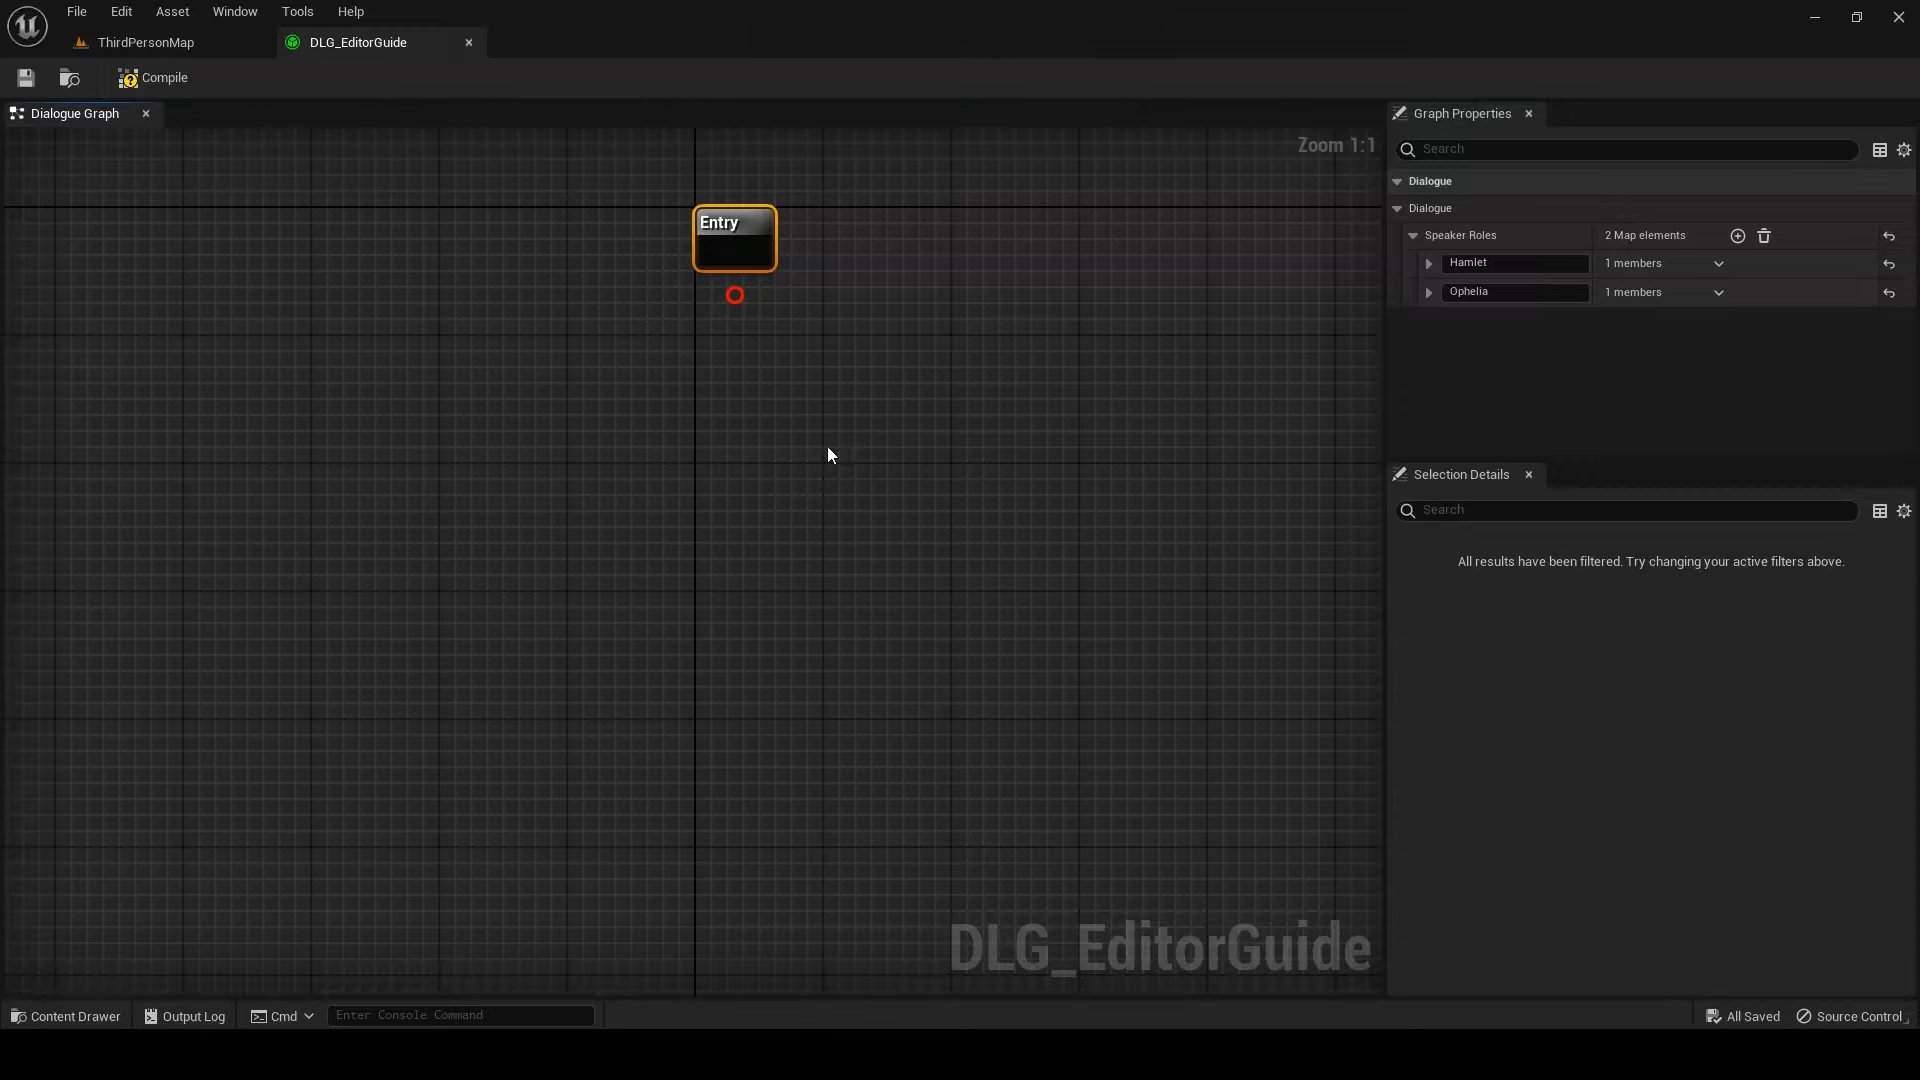 File Edit Asset Window Tools Help
ThirdPersonMap DLG_EditorGuide
Compile
Dialogue Graph
Graph Properties
Zoom 1:1
Search
Dialogue
Dialogue
Entry
Speaker Roles 2 Map elements
Hamlet 1 members
Ophelia 1 members
Selection Details
Search
All results have been filtered. Try changing your active filters above.
DLG_EditorGuide
Content Drawer Output Log Cmd Enter Console Command All Saved Source Control